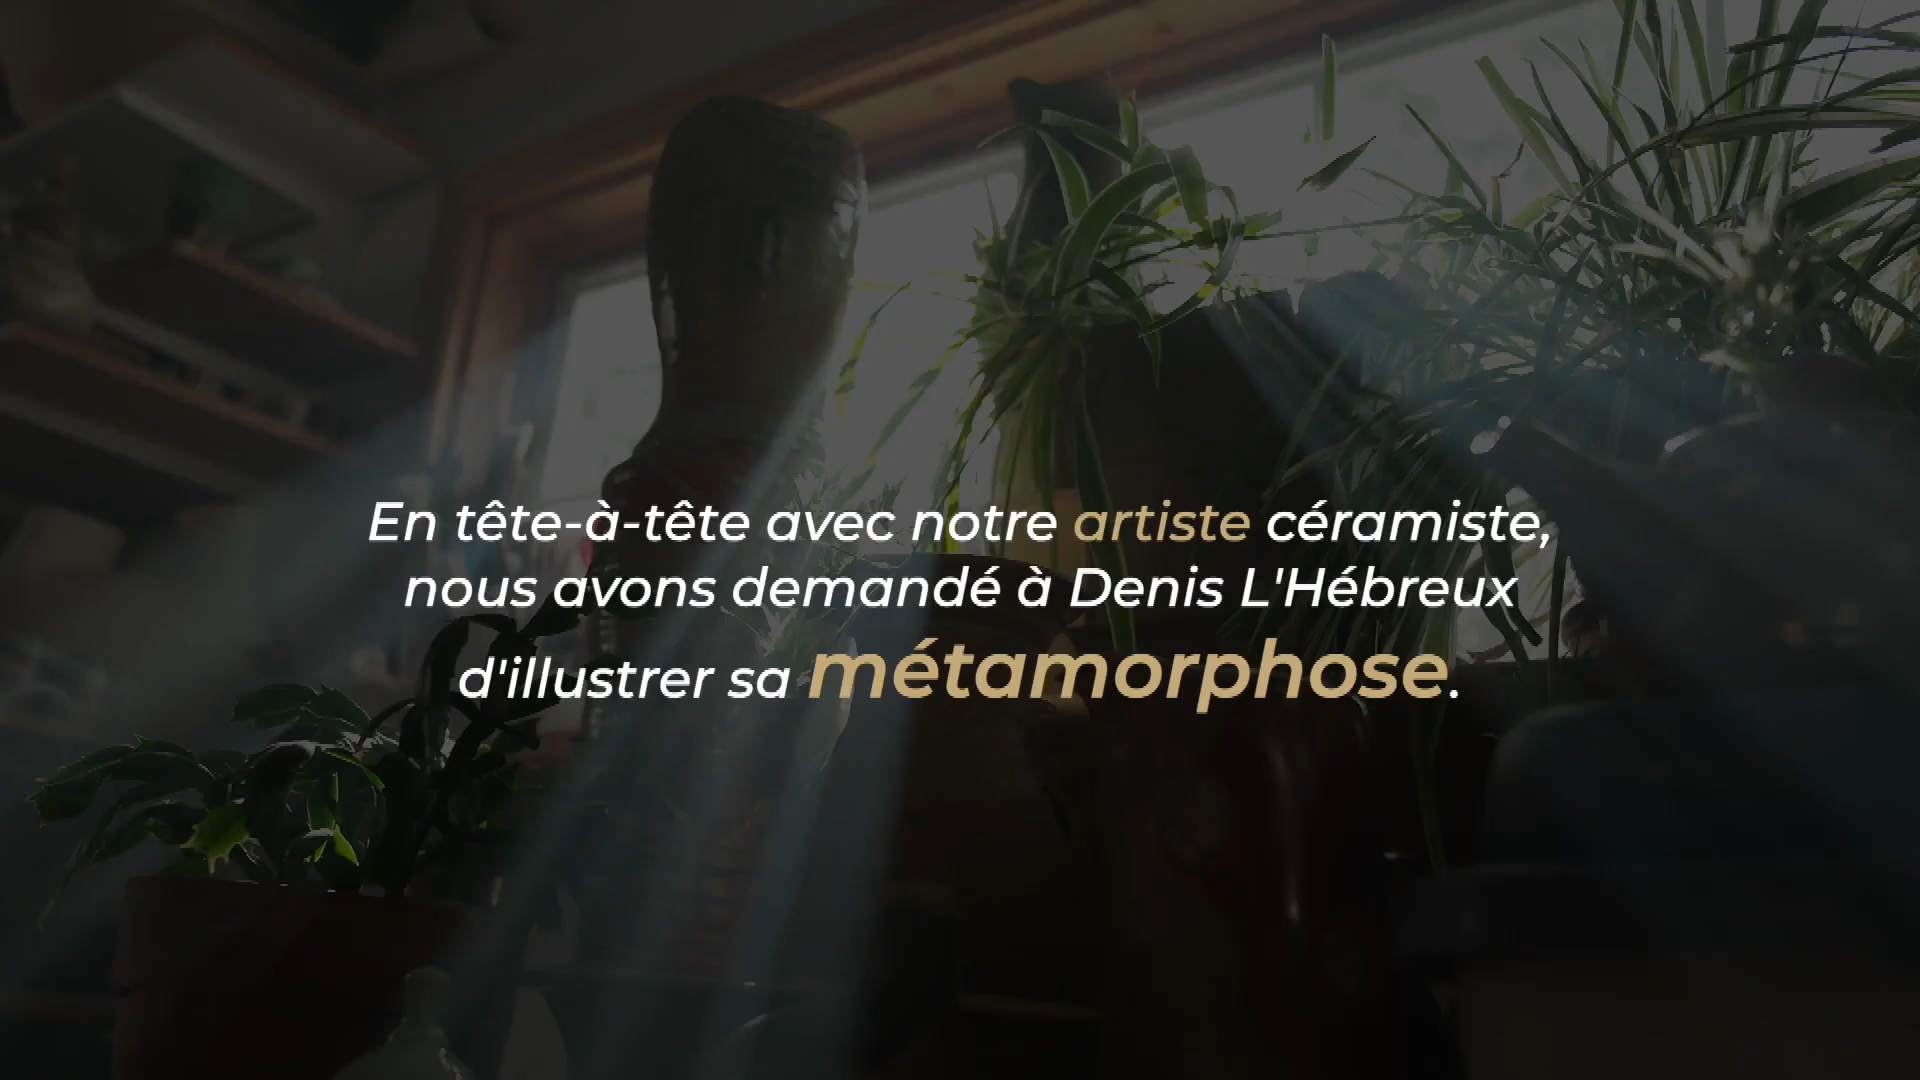 En tête-à-tête avec notre artiste céramiste,
nous avons demandé à Denis L'Hébreux
d'illustrer sa métamorphose.